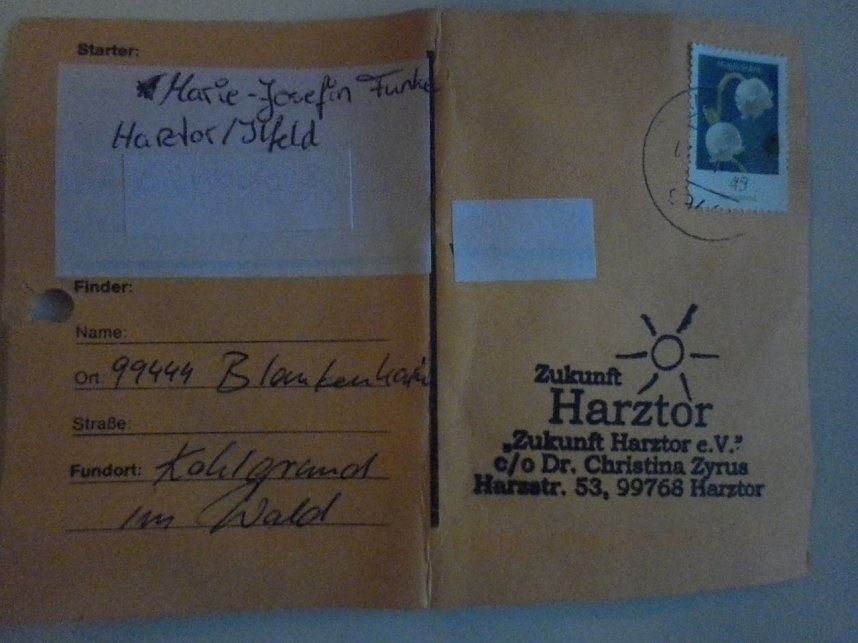 Starter:
Marie-Josefin Funke
Harztor/Ilfeld
Finder:
Name:
Ort: 99444 Blankenhain
Straße:
Fundort: Kohlgrund
im Wald
49
Zukunft
Harztor
„Zukunft Harztor e.V.“
c/o Dr. Christina Zyrus
Harzstr. 53, 99768 Harztor